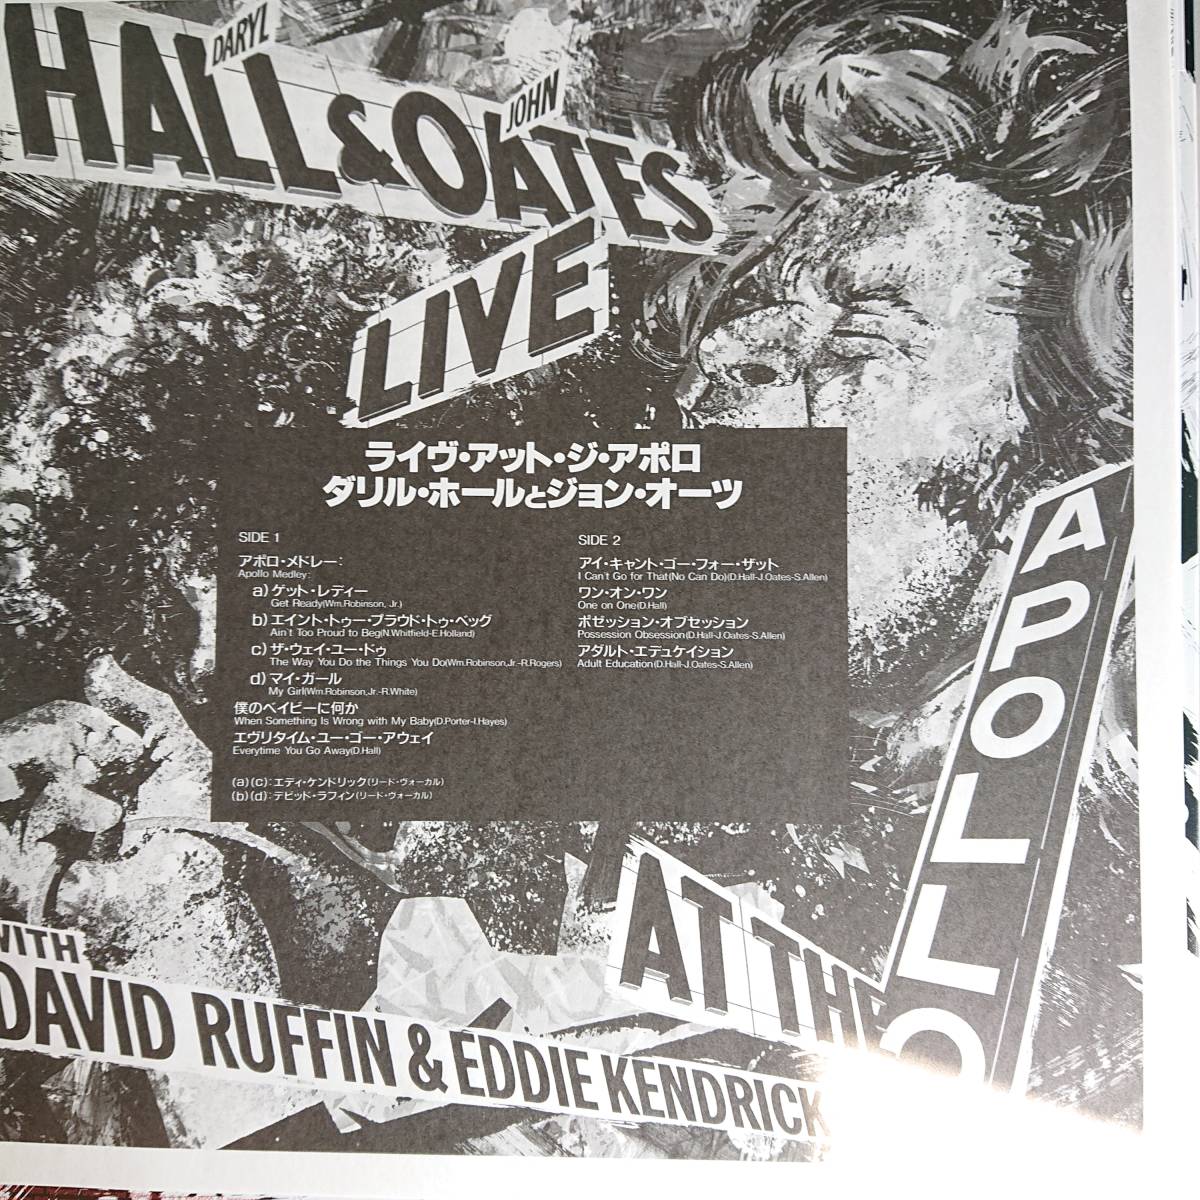 DARYL
HALL & OATES
JOHN
LIVE
ライヴ・アット・ジ・アポロ
ダリル・ホールとジョン・オーツ
SIDE 1
アポロ・メドレー:
Apollo Medley:
a) ゲット・レディー
Get Ready(Wm.Robinson, Jr.)
b) エイント・トゥー・プラウド・トゥ・ベッグ
Ain't Too Proud to Beg(N.Whitfield-E.Holland)
c) ザ・ウェイ・ユー・ドゥ
The Way You Do the Things You Do(Wm.Robinson,Jr.-R.Rogers)
d) マイ・ガール
My Girl(Wm.Robinson,Jr.-R.White)
僕のベイビーに何か
When Something Is Wrong with My Baby(D.Porter-I.Hayes)
エヴリタイム・ユー・ゴー・アウェイ
Everytime You Go Away(D.Hall)
(a)(c):エディ・ケンドリック(リード・ヴォーカル)
(b)(d):デビッド・ラフィン(リード・ヴォーカル)
SIDE 2
アイ・キャント・ゴー・フォー・ザット
I Can't Go for That(No Can Do)(D.Hall-J.Oates-S.Allen)
ワン・オン・ワン
One on One(D.Hall)
ポゼッション・オブセッション
Possession Obsession(D.Hall-J.Oates-S.Allen)
アダルト・エデュケイション
Adult Education(D.Hall-J.Oates-S.Allen)
AT THE
APOLLO
WITH
DAVID RUFFIN & EDDIE KENDRICK